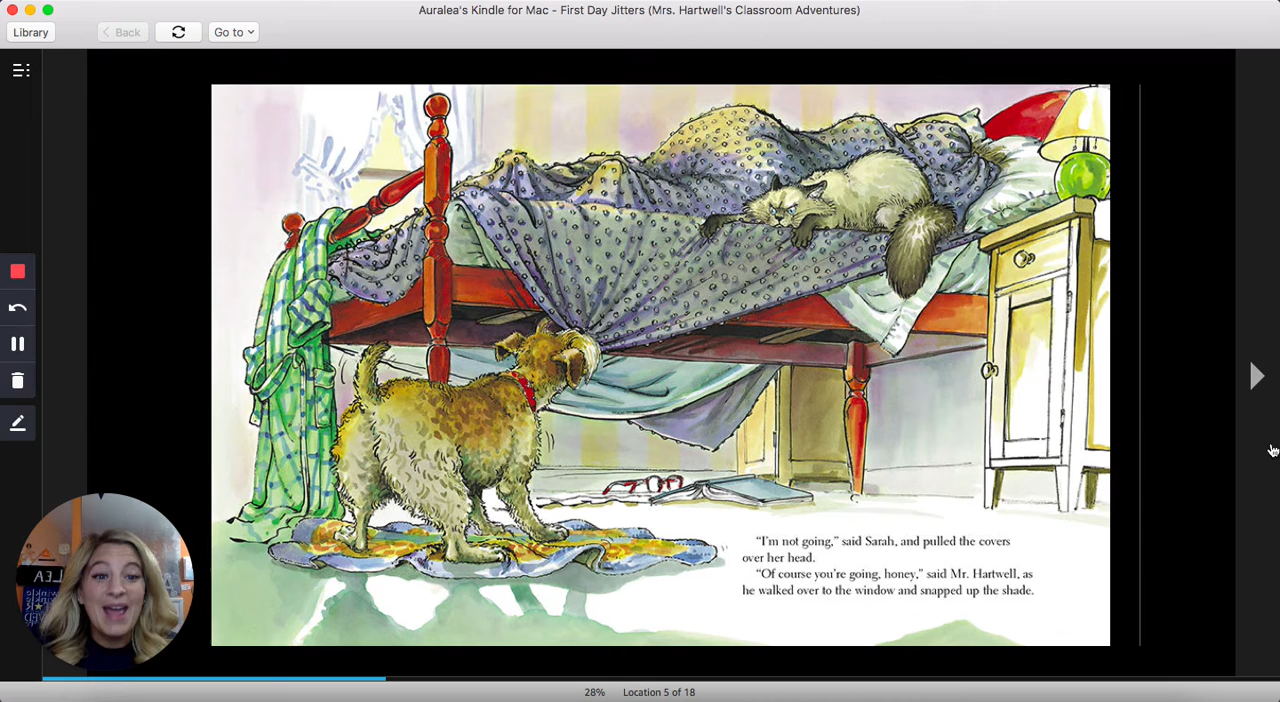 Auralea's Kindle for Mac - First Day Jitters (Mrs. Hartwell's Classroom Adventures)
Library
Back
Go to
“I’m not going,” said Sarah, and pulled the covers
over her head.
“Of course you’re going, honey,” said Mr. Hartwell, as
he walked over to the window and snapped up the shade.
28%
Location 5 of 18